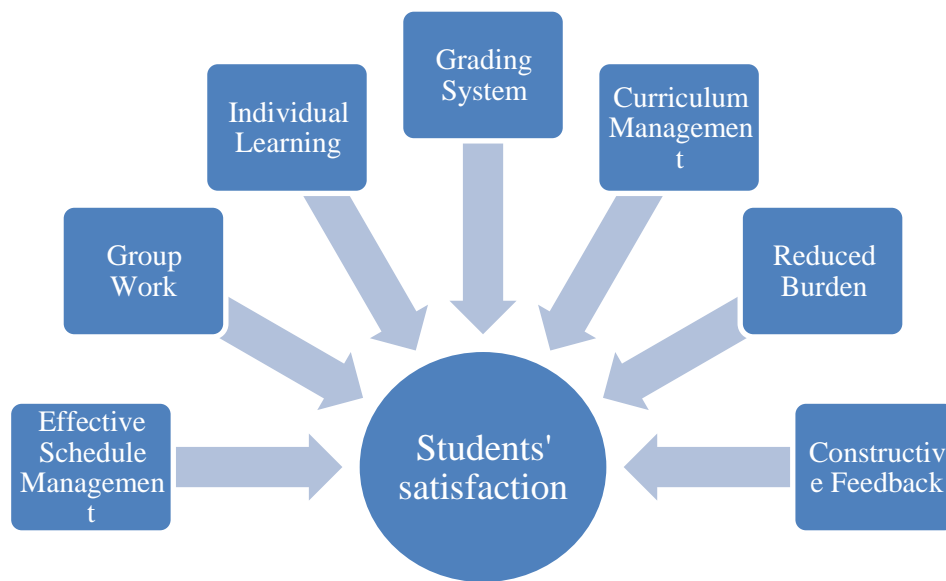 Grading
System
Individual
Learning
Curriculum
Managemen
t
Group
Work
Reduced
Burden
Effective
Schedule
Managemen
t
Students'
satisfaction
Constructiv
e Feedback